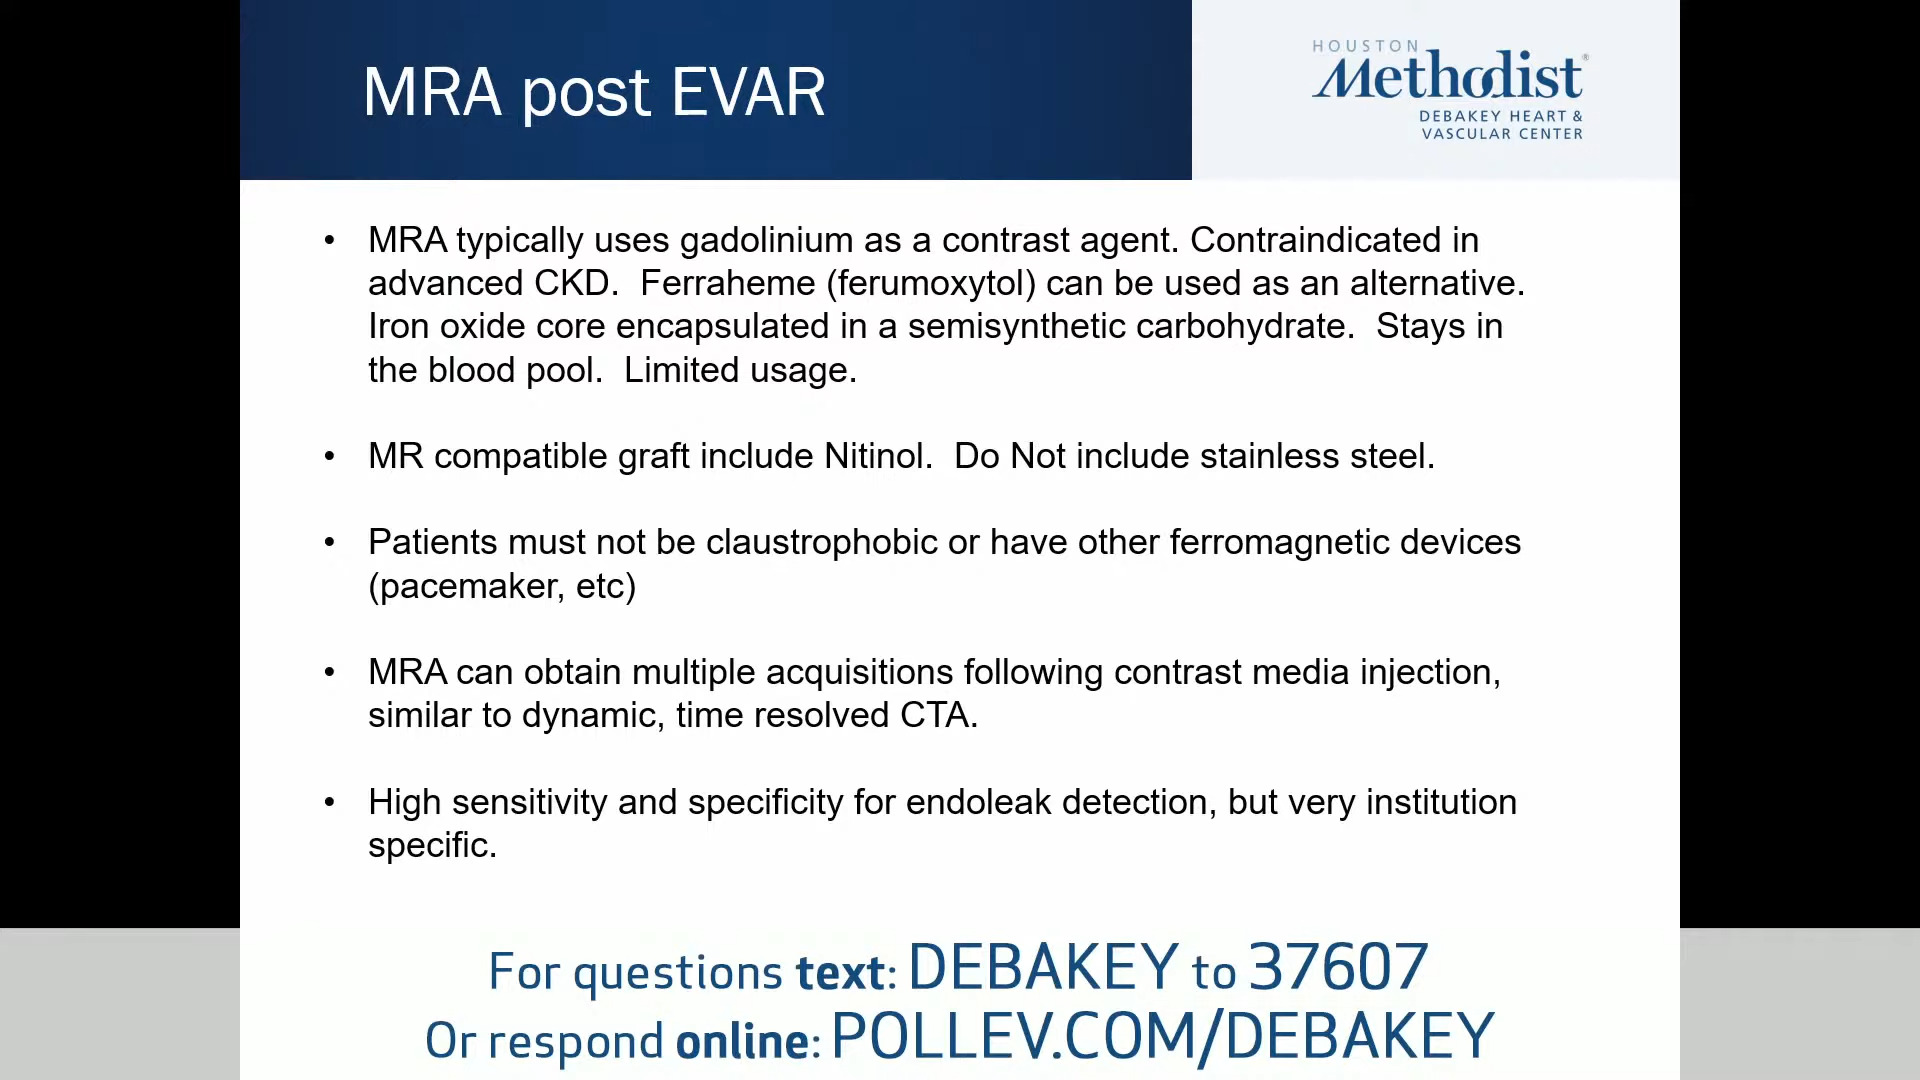 MRA post EVAR
HOUSTON
Methodist®
DEBAKEY HEART &
VASCULAR CENTER
• MRA typically uses gadolinium as a contrast agent. Contraindicated in
advanced CKD.  Ferraheme (ferumoxytol) can be used as an alternative.
Iron oxide core encapsulated in a semisynthetic carbohydrate.  Stays in
the blood pool.  Limited usage.
• MR compatible graft include Nitinol.  Do Not include stainless steel.
• Patients must not be claustrophobic or have other ferromagnetic devices
(pacemaker, etc)
• MRA can obtain multiple acquisitions following contrast media injection,
similar to dynamic, time resolved CTA.
• High sensitivity and specificity for endoleak detection, but very institution
specific.
For questions text: DEBAKEY to 37607
Or respond online: POLLEV.COM/DEBAKEY